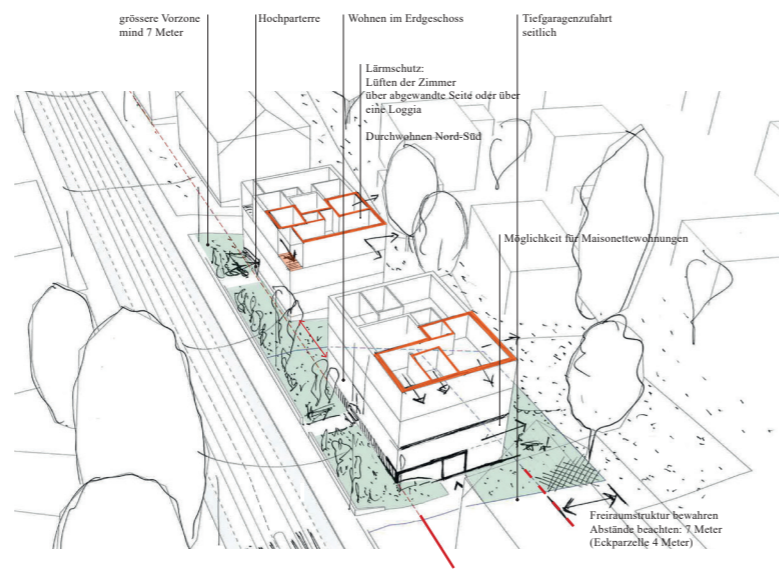 grössere Vorzone
mind 7 Meter
Hochparterre
Wohnen im Erdgeschoss
Tiefgaragenzufahrt
seitlich
Lärmschutz:
Lüften der Zimmer
über abgewandte Seite oder über
eine Loggia
Durchwohnen Nord-Süd
Möglichkeit für Maisonettewohnungen
Freiraumstruktur bewahren
Abstände beachten: 7 Meter
(Eckparzelle 4 Meter)